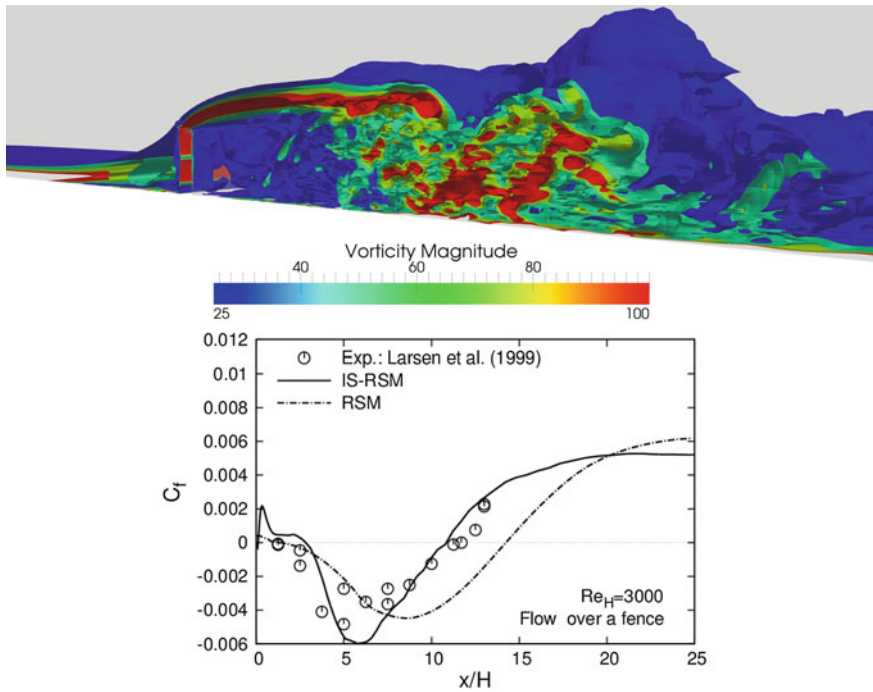 Vorticity Magnitude
40 60 80
25 100
0.012
0.01
0.008
0.006
0.004
0.002
0
-0.002
-0.004
-0.006
C_f
Exp.: Larsen et al. (1999)
IS-RSM
RSM
Re_H=3000
Flow over a fence
0 5 10 15 20 25
x/H